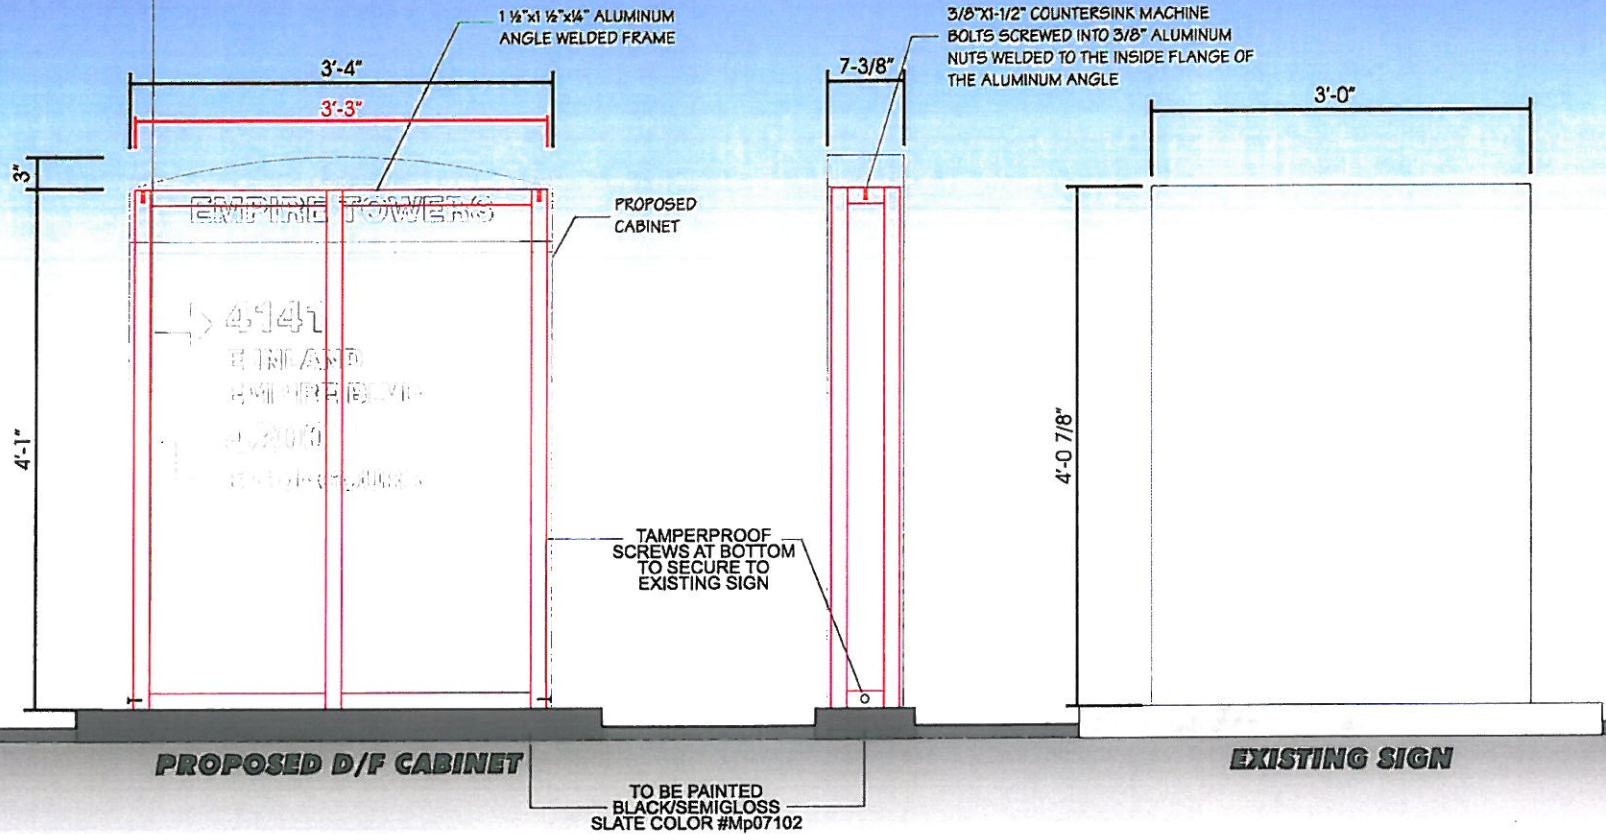 1 ½"x1 ½"x¼" ALUMINUM
ANGLE WELDED FRAME
3/8"X1-1/2" COUNTERSINK MACHINE
BOLTS SCREWED INTO 3/8" ALUMINUM
NUTS WELDED TO THE INSIDE FLANGE OF
THE ALUMINUM ANGLE
3'-4"
3'-3"
7-3/8"
3'-0"
3"
EMPIRE TOWERS
PROPOSED
CABINET
4141
E INLAND
EMPIRE BLVD
4'-1"
4'-0 7/8"
TAMPERPROOF
SCREWS AT BOTTOM
TO SECURE TO
EXISTING SIGN
PROPOSED D/F CABINET
EXISTING SIGN
TO BE PAINTED
BLACK/SEMIGLOSS
SLATE COLOR #Mp07102